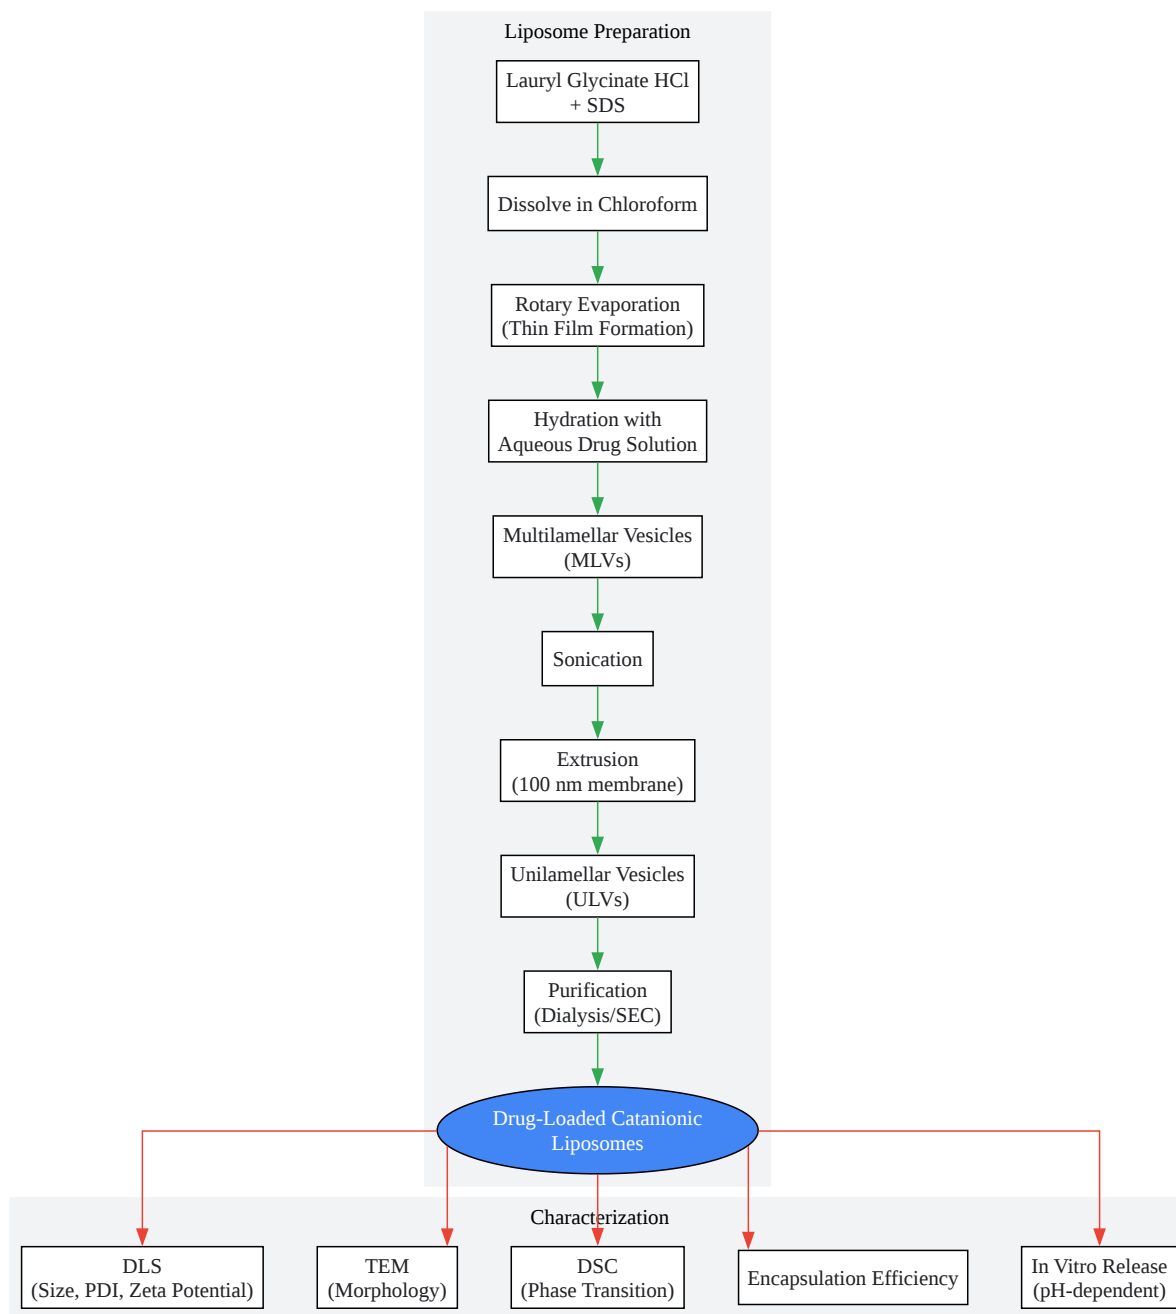 Liposome Preparation
Lauryl Glycinate HCl
+ SDS
Dissolve in Chloroform
Rotary Evaporation
(Thin Film Formation)
Hydration with
Aqueous Drug Solution
Multilamellar Vesicles
(MLVs)
Sonication
Extrusion
(100 nm membrane)
Unilamellar Vesicles
(ULVs)
Purification
(Dialysis/SEC)
Drug-Loaded Catanionic
Liposomes
Characterization
DLS
(Size, PDI, Zeta Potential)
TEM
(Morphology)
DSC
(Phase Transition)
Encapsulation Efficiency
In Vitro Release
(pH-dependent)